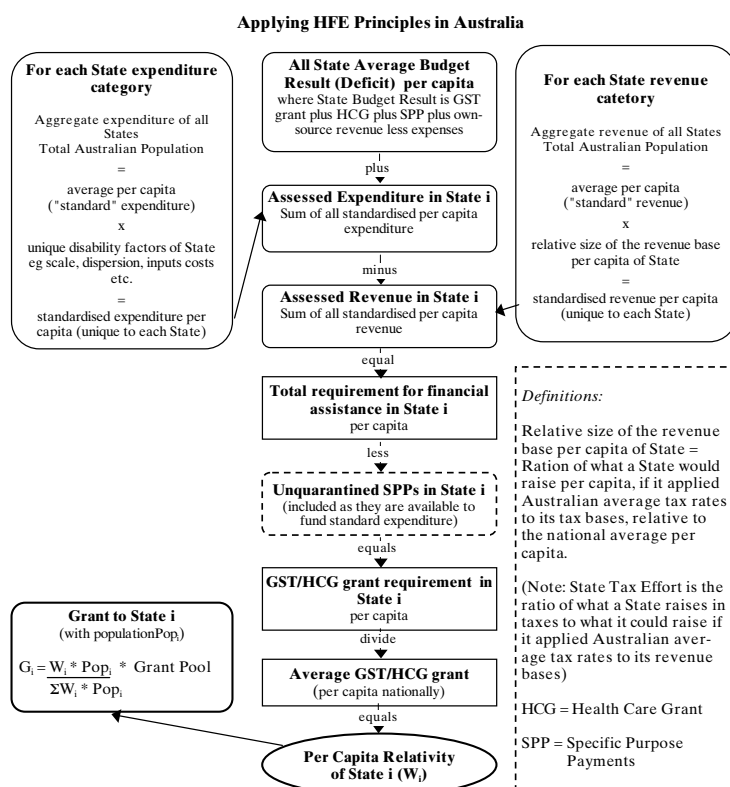 Applying HFE Principles in Australia
For each State expenditure
category
Aggregate expenditure of all
States
Total Australian Population
=
average per capita
("standard" expenditure)
x
unique disability factors of State
eg scale, dispersion, inputs costs
etc.
=
standardised expenditure per
capita (unique to each State)
All State Average Budget
Result (Deficit) per capita
where State Budget Result is GST
grant plus HCG plus SPP plus own-
source revenue less expenses
plus
Assessed Expenditure in State i
Sum of all standardised per capita
expenditure
minus
Assessed Revenue in State i
Sum of all standardised per capita
revenue
equal
Total requirement for financial
assistance in State i
per capita
less
Unquarantined SPPs in State i
(included as they are available to
fund standard expenditure)
equals
GST/HCG grant requirement in
State i
per capita
divide
Average GST/HCG grant
(per capita nationally)
equals
Per Capita Relativity
of State i (Wi)
For each State revenue
catetory
Aggregate revenue of all States
Total Australian Population
=
average per capita
("standard" revenue)
x
relative size of the revenue base
per capita of State
=
standardised revenue per capita
(unique to each State)
Grant to State i
(with populationPopi)
Gi = Wi * Popi * Grant Pool
ΣWi * Popi
Definitions:
Relative size of the revenue
base per capita of State =
Ration of what a State would
raise per capita, if it applied
Australian average tax rates
to its tax bases, relative to
the national average per
capita.
(Note: State Tax Effort is the
ratio of what a State raises in
taxes to what it could raise if
it applied Australian aver-
age tax rates to its revenue
bases)
HCG = Health Care Grant
SPP = Specific Purpose
Payments